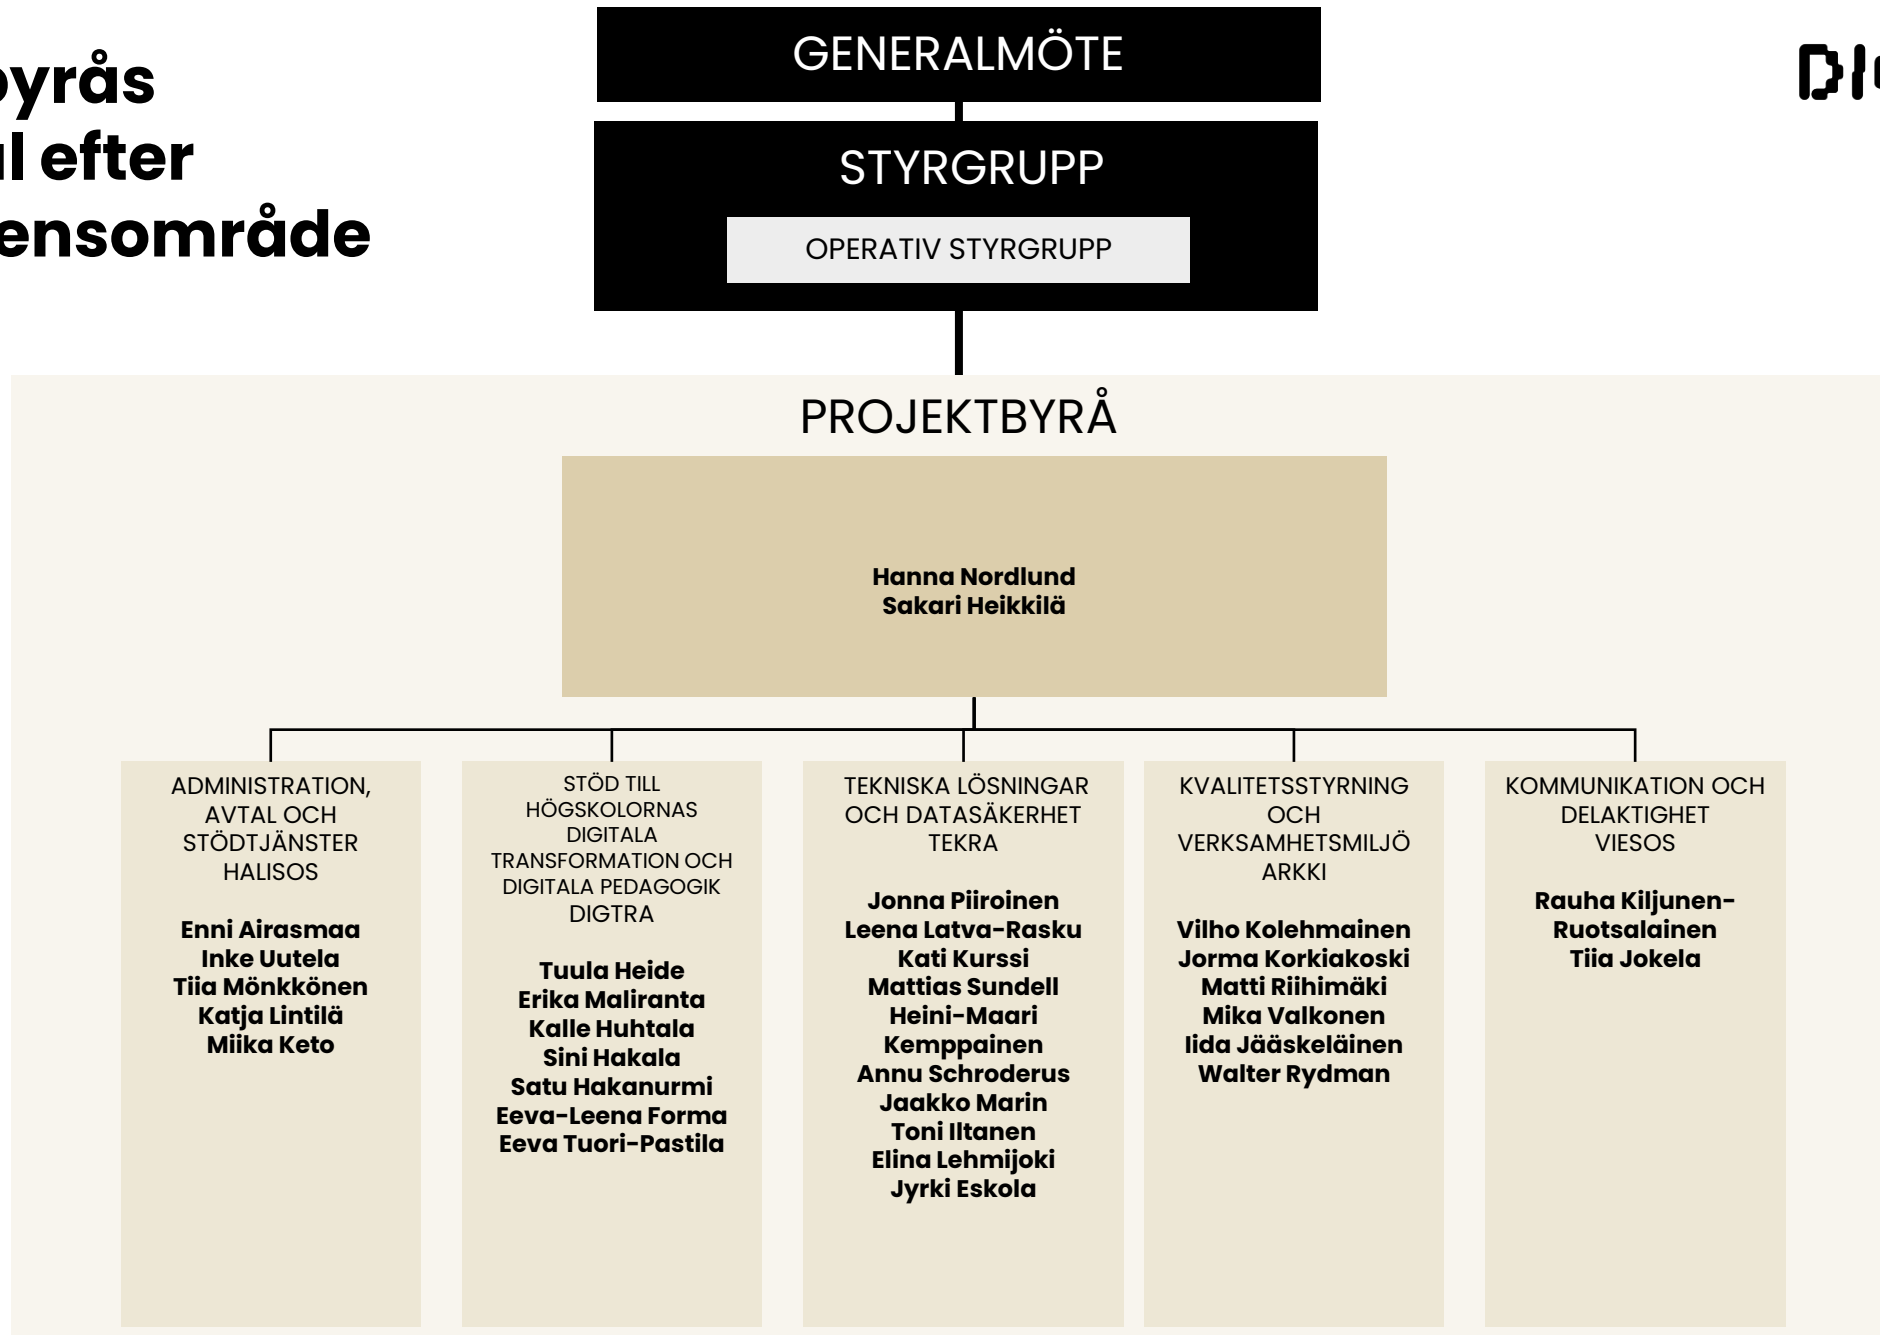 GENERALMÖTE
STYRGRUPP
OPERATIV STYRGRUPP
efter
PROJEKTBYRÅ
Hanna Nordlund
Sakari Heikkilä
ADMINISTRATION,
AVTAL OCH
STÖDTJÄNSTER
HALISOS
Enni Airasmaa
Inke Uutela
Tiia Mönkkönen
Katja Lintilä
Miika Keto
STÖD TILL
HÖGSKOLORNAS
DIGITALA
TRANSFORMATION OCH
DIGITALA PEDAGOGIK
DIGTRA
Tuula Heide
Erika Maliranta
Kalle Huhtala
Sini Hakala
Satu Hakanurmi
Eeva-Leena Forma
Eeva Tuori-Pastila
TEKNISKA LÖSNINGAR
OCH DATASÄKERHET
TEKRA
Jonna Piiroinen
Leena Latva-Rasku
Kati Kurssi
Mattias Sundell
Heini-Maari
Kemppainen
Annu Schroderus
Jaakko Marin
Toni Iltanen
Elina Lehmijoki
Jyrki Eskola
KVALITETSSTYRNING
OCH
VERKSAMHETSMILJÖ
ARKKI
Vilho Kolehmainen
Jorma Korkiakoski
Matti Riihimäki
Mika Valkonen
Iida Jääskeläinen
Walter Rydman
KOMMUNIKATION OCH
DELAKTIGHET
VIESOS
Rauha Kiljunen-
Ruotsalainen
Tiia Jokela